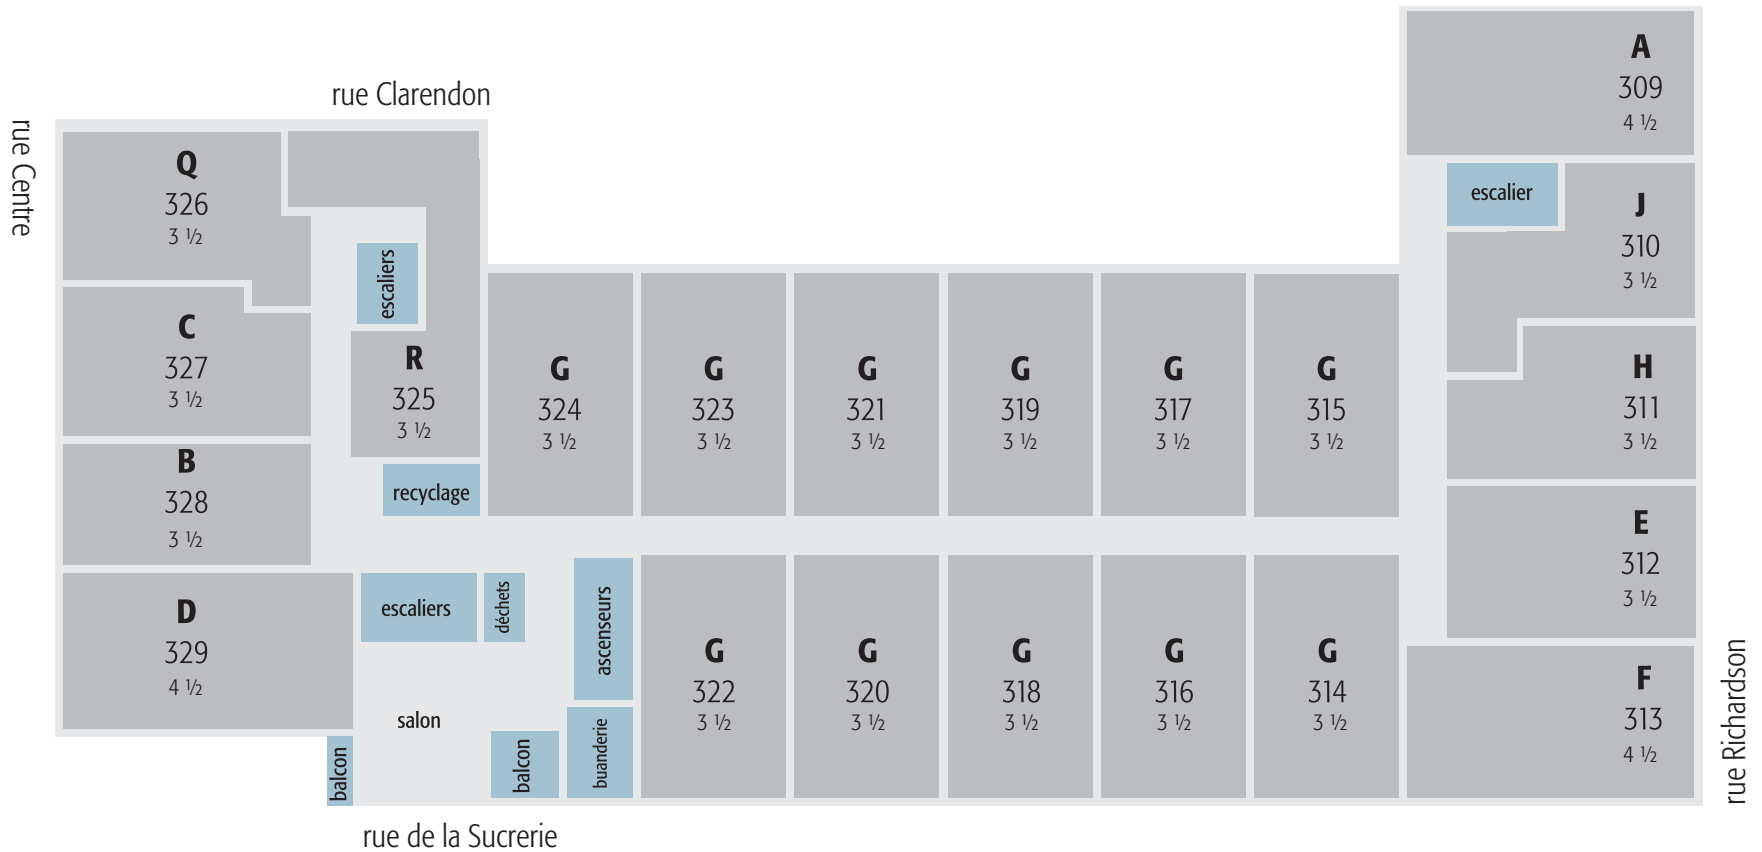 rue Clarendon
rue Centre
A
309
4 ½
Q
326
3 ½
escalier
J
310
3 ½
escaliers
C
327
3 ½
R
325
3 ½
G
324
3 ½
G
323
3 ½
G
321
3 ½
G
319
3 ½
G
317
3 ½
G
315
3 ½
H
311
3 ½
B
328
3 ½
recyclage
E
312
3 ½
D
329
4 ½
escaliers
déchets
ascenseurs
salon
balcon
balcon
buanderie
G
322
3 ½
G
320
3 ½
G
318
3 ½
G
316
3 ½
G
314
3 ½
F
313
4 ½
rue Richardson
rue de la Sucrerie